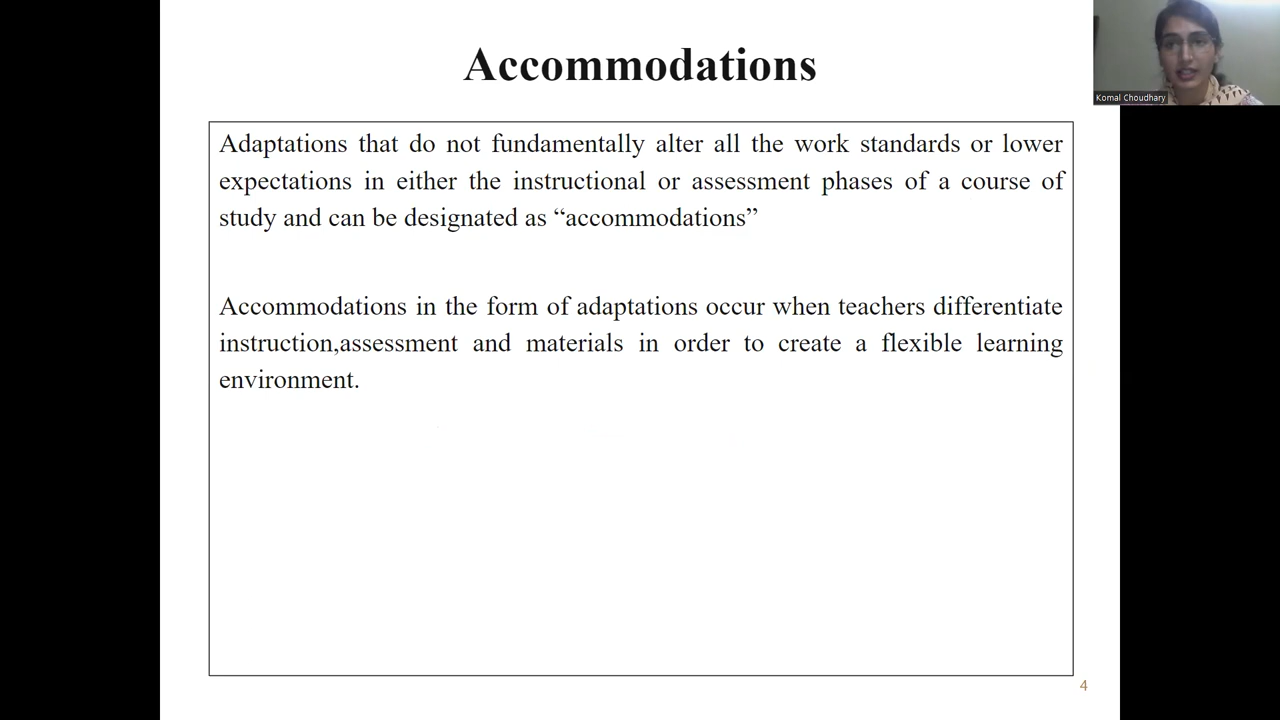 Accommodations
Komal Choudhary
Adaptations that do not fundamentally alter all the work standards or lower
expectations in either the instructional or assessment phases of a course of
study and can be designated as “accommodations”
Accommodations in the form of adaptations occur when teachers differentiate
instruction,assessment and materials in order to create a flexible learning
environment.
4